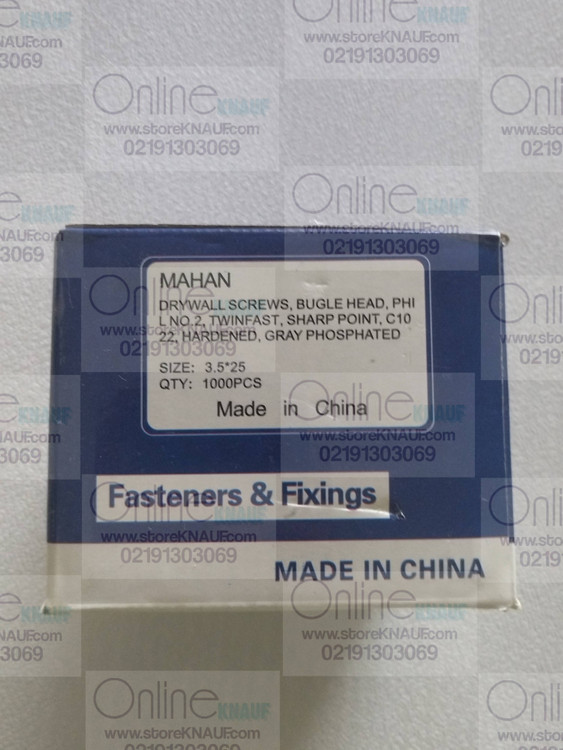 MAHAN
DRYWALL SCREWS, BUGLE HEAD, PHI
L NO.2, TWINFAST, SHARP POINT, C10
22, HARDENED, GRAY PHOSPHATED
SIZE: 3.5*25
QTY: 1000PCS
Made in China
Fasteners & Fixings
MADE IN CHINA
Online KNAUF
www.storeKNAUF.com
02191303069